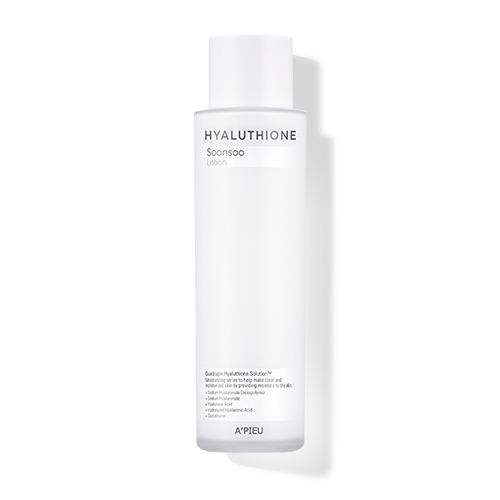 HYALUTHIONE
Soonsoo
Lotion
Quadruple Hyaluthione Solution™
Moisturizing series to help make clear and
moisturized skin by providing moisture to dry skin.
+ Sodium Hyaluronate Crosspolymer
+ Sodium Hyaluronate
+ Hyaluronic Acid
+ Hydrolyzed Hyaluronic Acid
+ Glutathione
A'PIEU